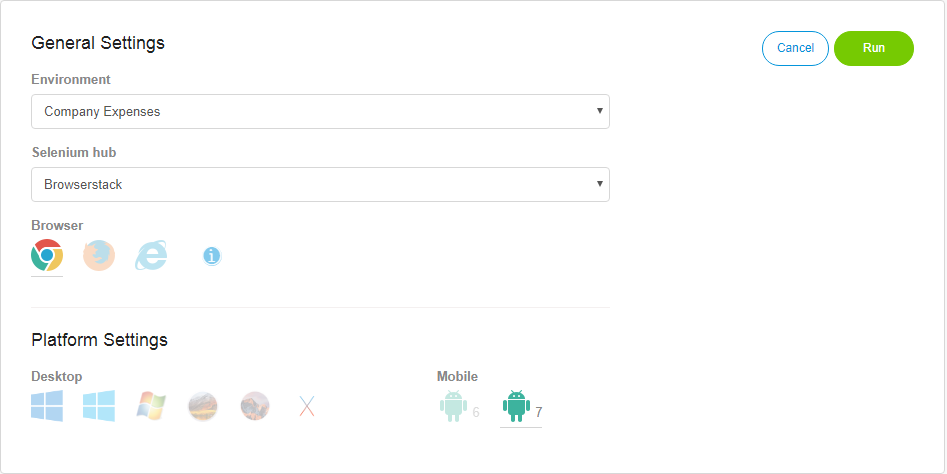 General Settings
Cancel
Run
Environment
Company Expenses
Selenium hub
Browserstack
Browser
Platform Settings
Desktop
Mobile
6
7